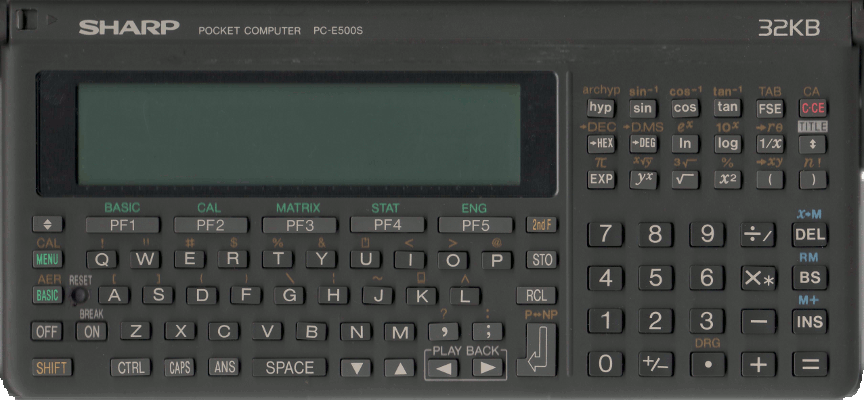 SHARP POCKET COMPUTER PC-E500S 32KB
archyp sin⁻¹ cos⁻¹ tan⁻¹ TAB CA
hyp sin cos tan FSE C·CE
→DEC →D.MS eˣ 10ˣ →rθ TITLE
→HEX →DEG ln log 1/x ⇕
π ˣ√y ³√ % →xy n!
EXP yˣ √ x² ( )
BASIC CAL MATRIX STAT ENG
PF1 PF2 PF3 PF4 PF5 2ndF
x→M
7 8 9 ÷/ DEL
CAL ! " # $ % & < > @
MENU Q W E R T Y U I O P STO
RM
4 5 6 ×* BS
AER RESET { } [ ] \ | ~ ^
BASIC A S D F G H J K L RCL
M+
1 2 3 − INS
BREAK ? : P↔NP
OFF ON Z X C V B N M , ;
DRG
0 +/− • + =
PLAY BACK
SHIFT CTRL CAPS ANS SPACE ▼ ▲ ◀ ▶